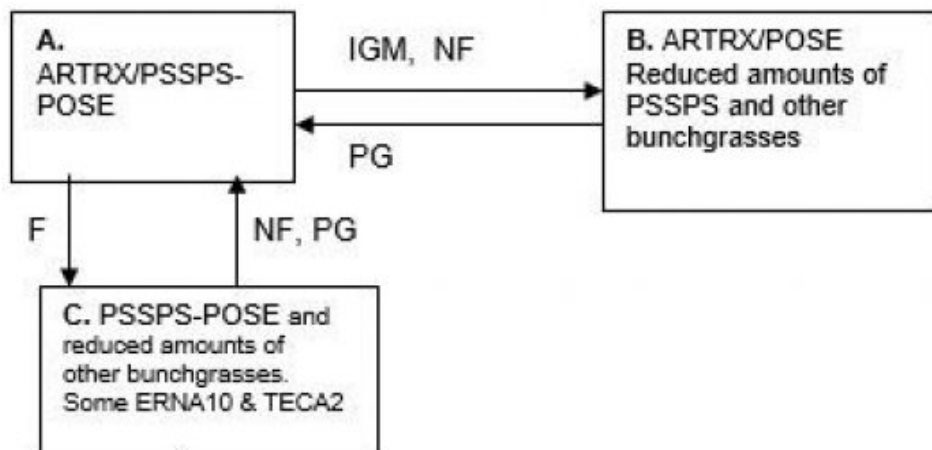 A.
ARTRX/PSSPS-
POSE
IGM, NF
B. ARTRX/POSE
Reduced amounts of
PSSPS and other
bunchgrasses
PG
F
NF, PG
C. PSSPS-POSE and
reduced amounts of
other bunchgrasses.
Some ERNA10 & TECA2